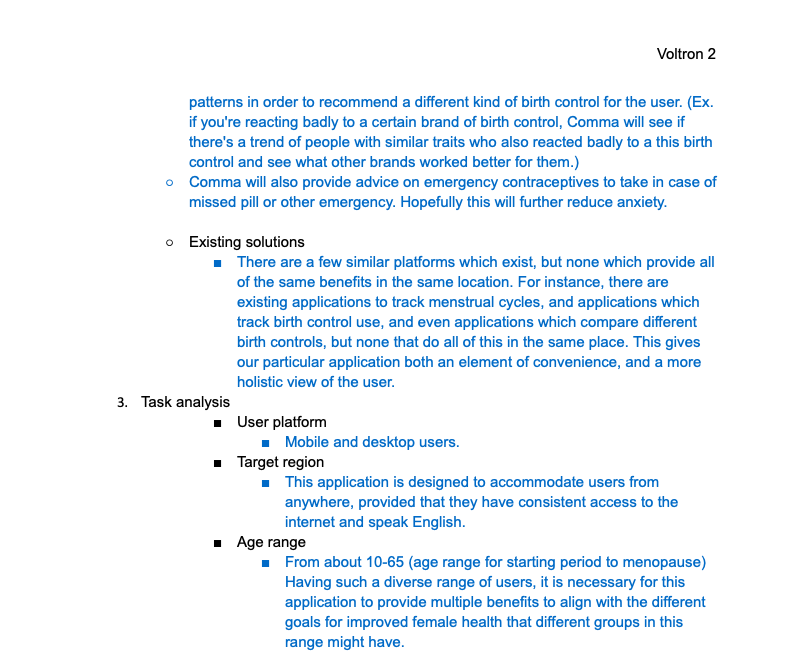 Voltron 2
patterns in order to recommend a different kind of birth control for the user. (Ex.
if you're reacting badly to a certain brand of birth control, Comma will see if
there's a trend of people with similar traits who also reacted badly to a this birth
control and see what other brands worked better for them.)
○ Comma will also provide advice on emergency contraceptives to take in case of
missed pill or other emergency. Hopefully this will further reduce anxiety.
○ Existing solutions
■ There are a few similar platforms which exist, but none which provide all
of the same benefits in the same location. For instance, there are
existing applications to track menstrual cycles, and applications which
track birth control use, and even applications which compare different
birth controls, but none that do all of this in the same place. This gives
our particular application both an element of convenience, and a more
holistic view of the user.
3. Task analysis
■ User platform
■ Mobile and desktop users.
■ Target region
■ This application is designed to accommodate users from
anywhere, provided that they have consistent access to the
internet and speak English.
■ Age range
■ From about 10-65 (age range for starting period to menopause)
Having such a diverse range of users, it is necessary for this
application to provide multiple benefits to align with the different
goals for improved female health that different groups in this
range might have.